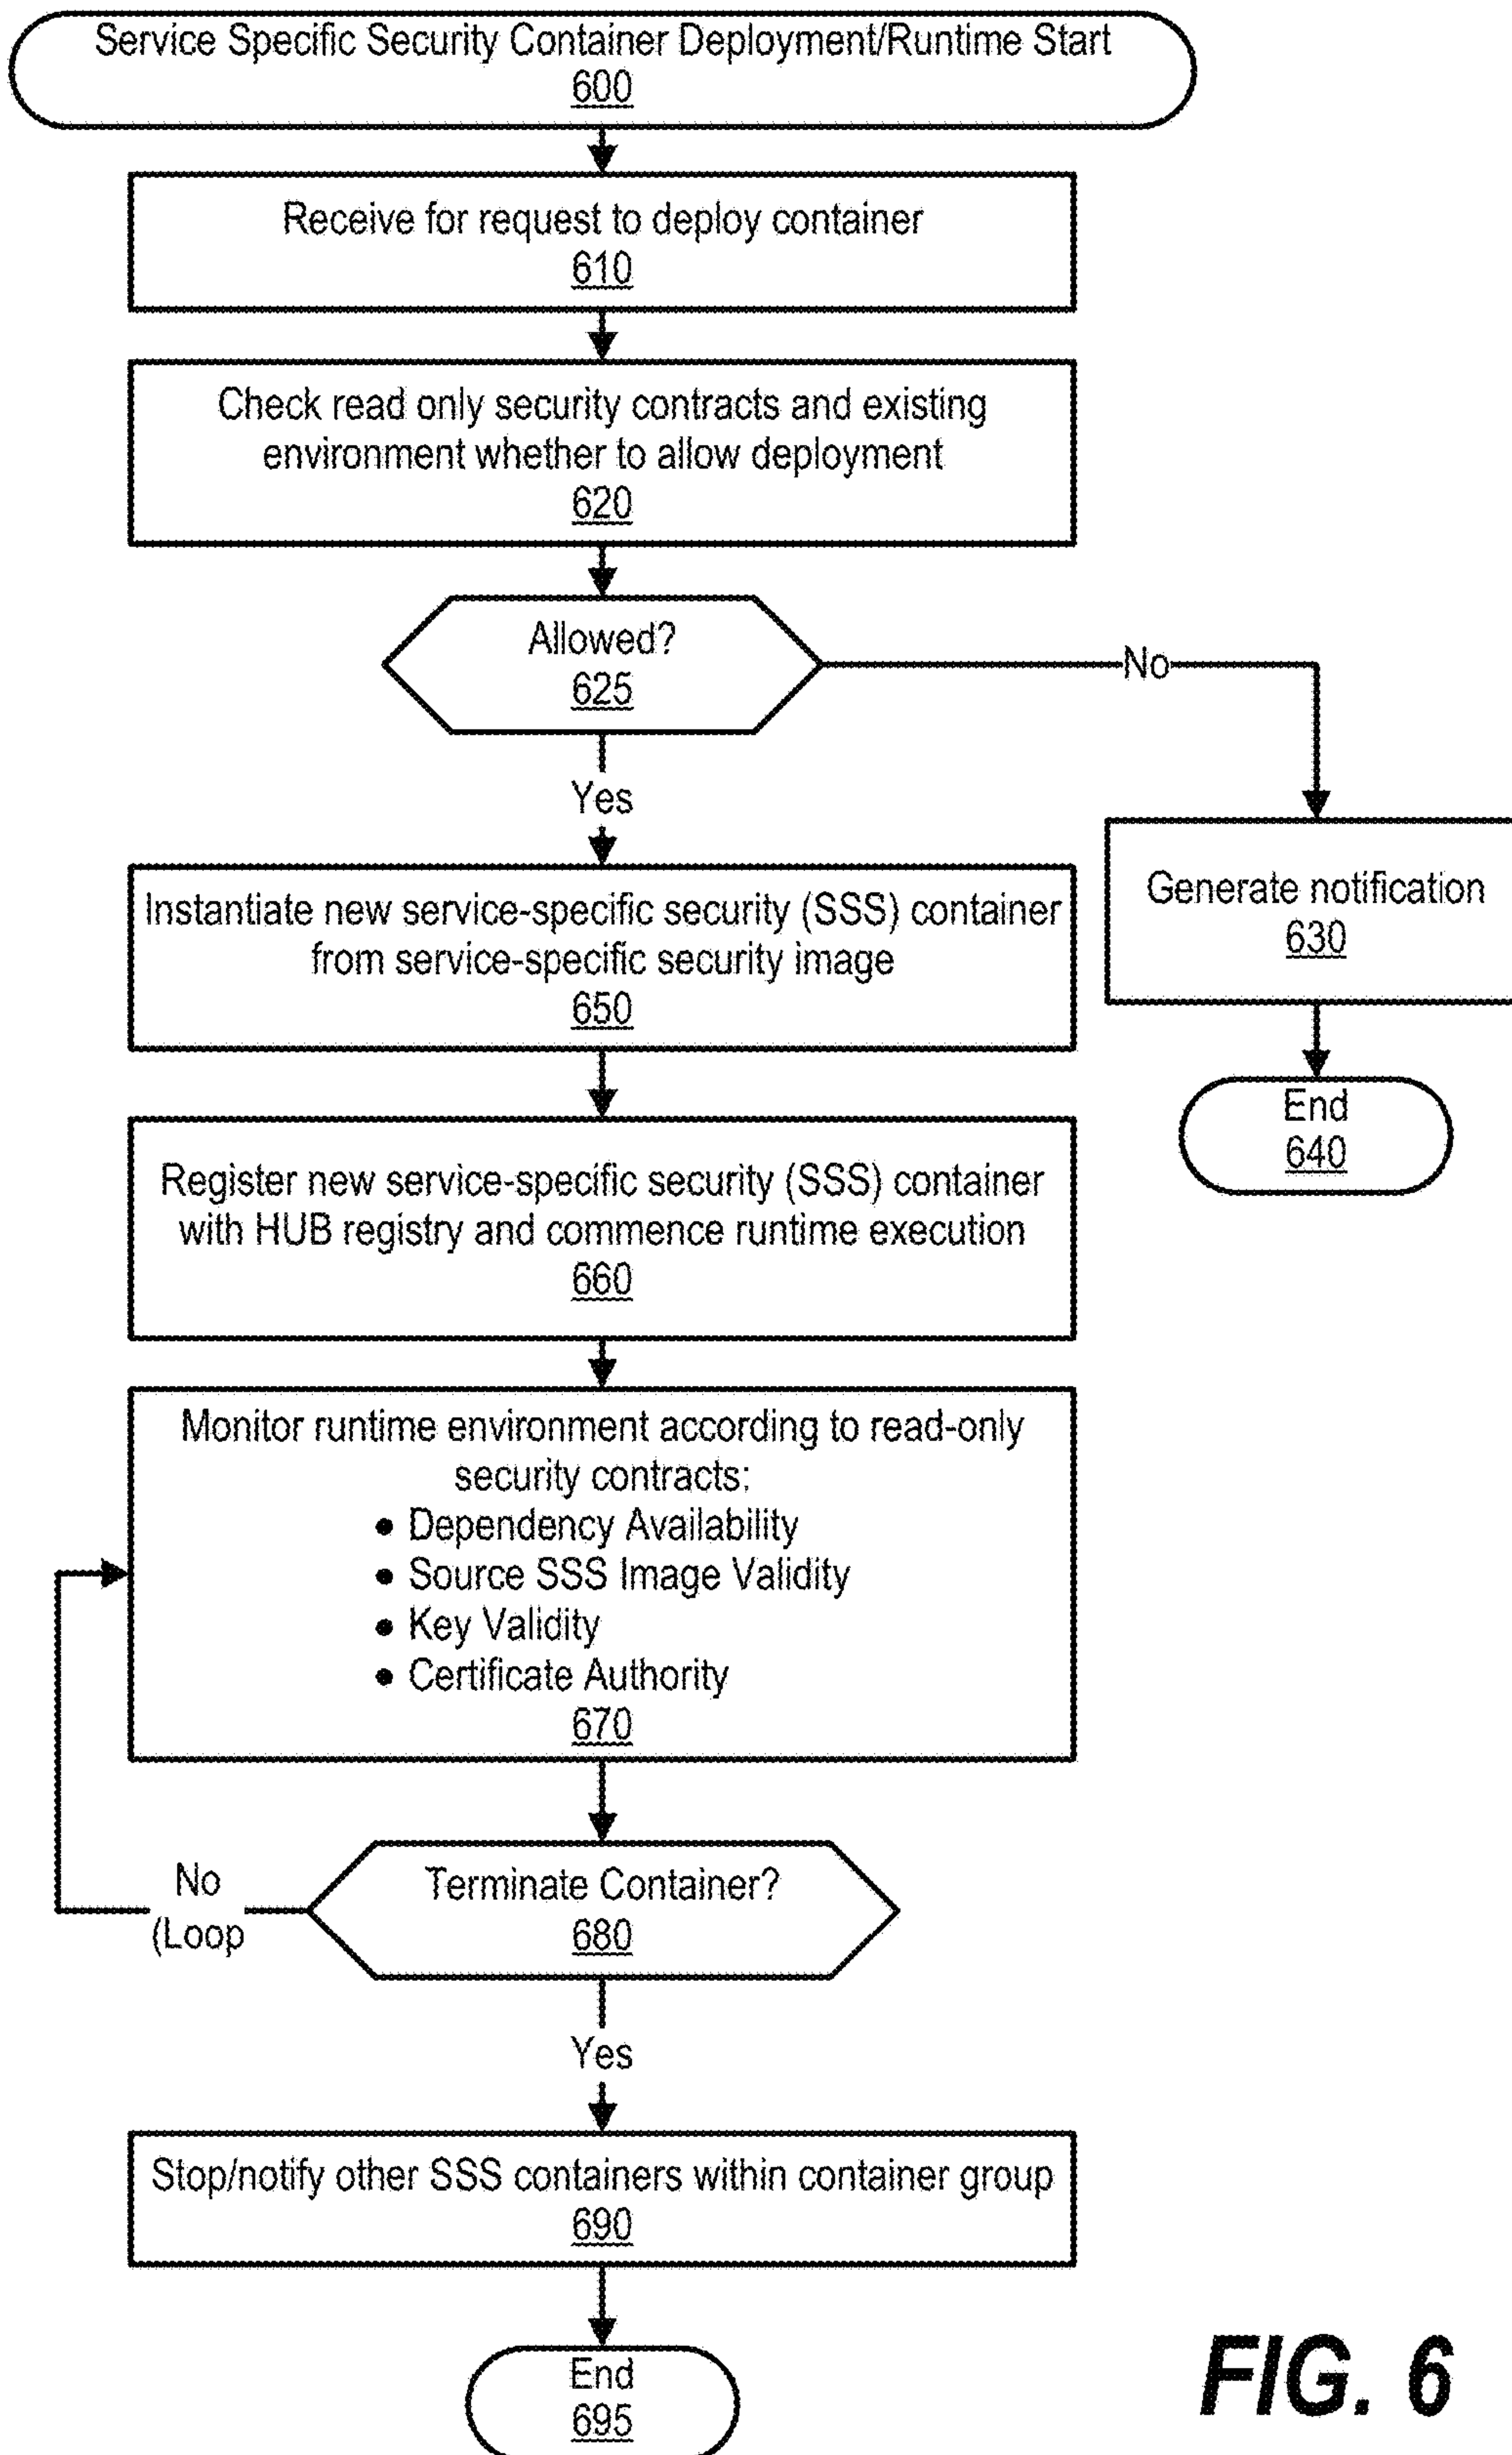 Service Specific Security Container Deployment/Runtime Start
600
Receive for request to deploy container
610
Check read only security contracts and existing
environment whether to allow deployment
620
Allowed?
625
No
Yes
Generate notification
630
Instantiate new service-specific security (SSS) container
from service-specific security image
650
End
640
Register new service-specific security (SSS) container
with HUB registry and commence runtime execution
660
Monitor runtime environment according to read-only
security contracts:
• Dependency Availability
• Source SSS Image Validity
• Key Validity
• Certificate Authority
670
Terminate Container?
680
No
(Loop
Yes
Stop/notify other SSS containers within container group
690
End
695
FIG. 6